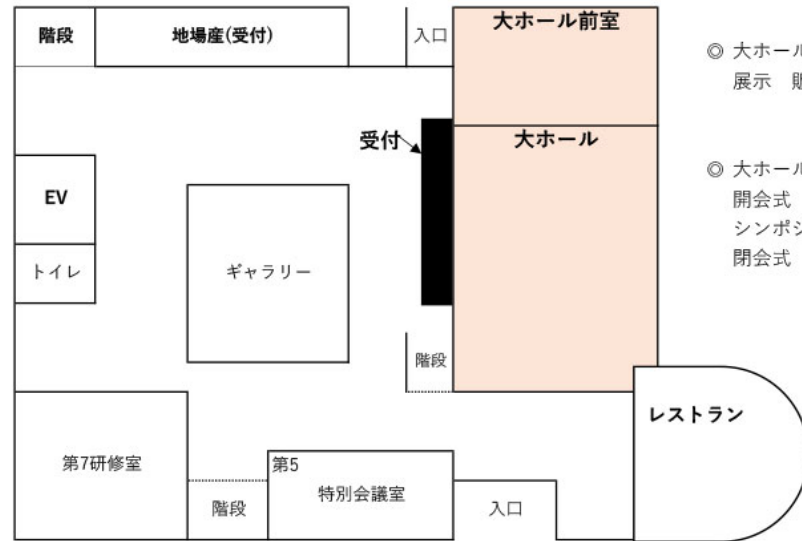 階段
地場産(受付)
入口
大ホール前室
◎ 大ホール
展示
受付
大ホール
EV
トイレ
ギャラリー
◎ 大ホール
開会式
シンポジ
閉会式
階段
レストラン
第7研修室
階段
第5
特別会議室
入口